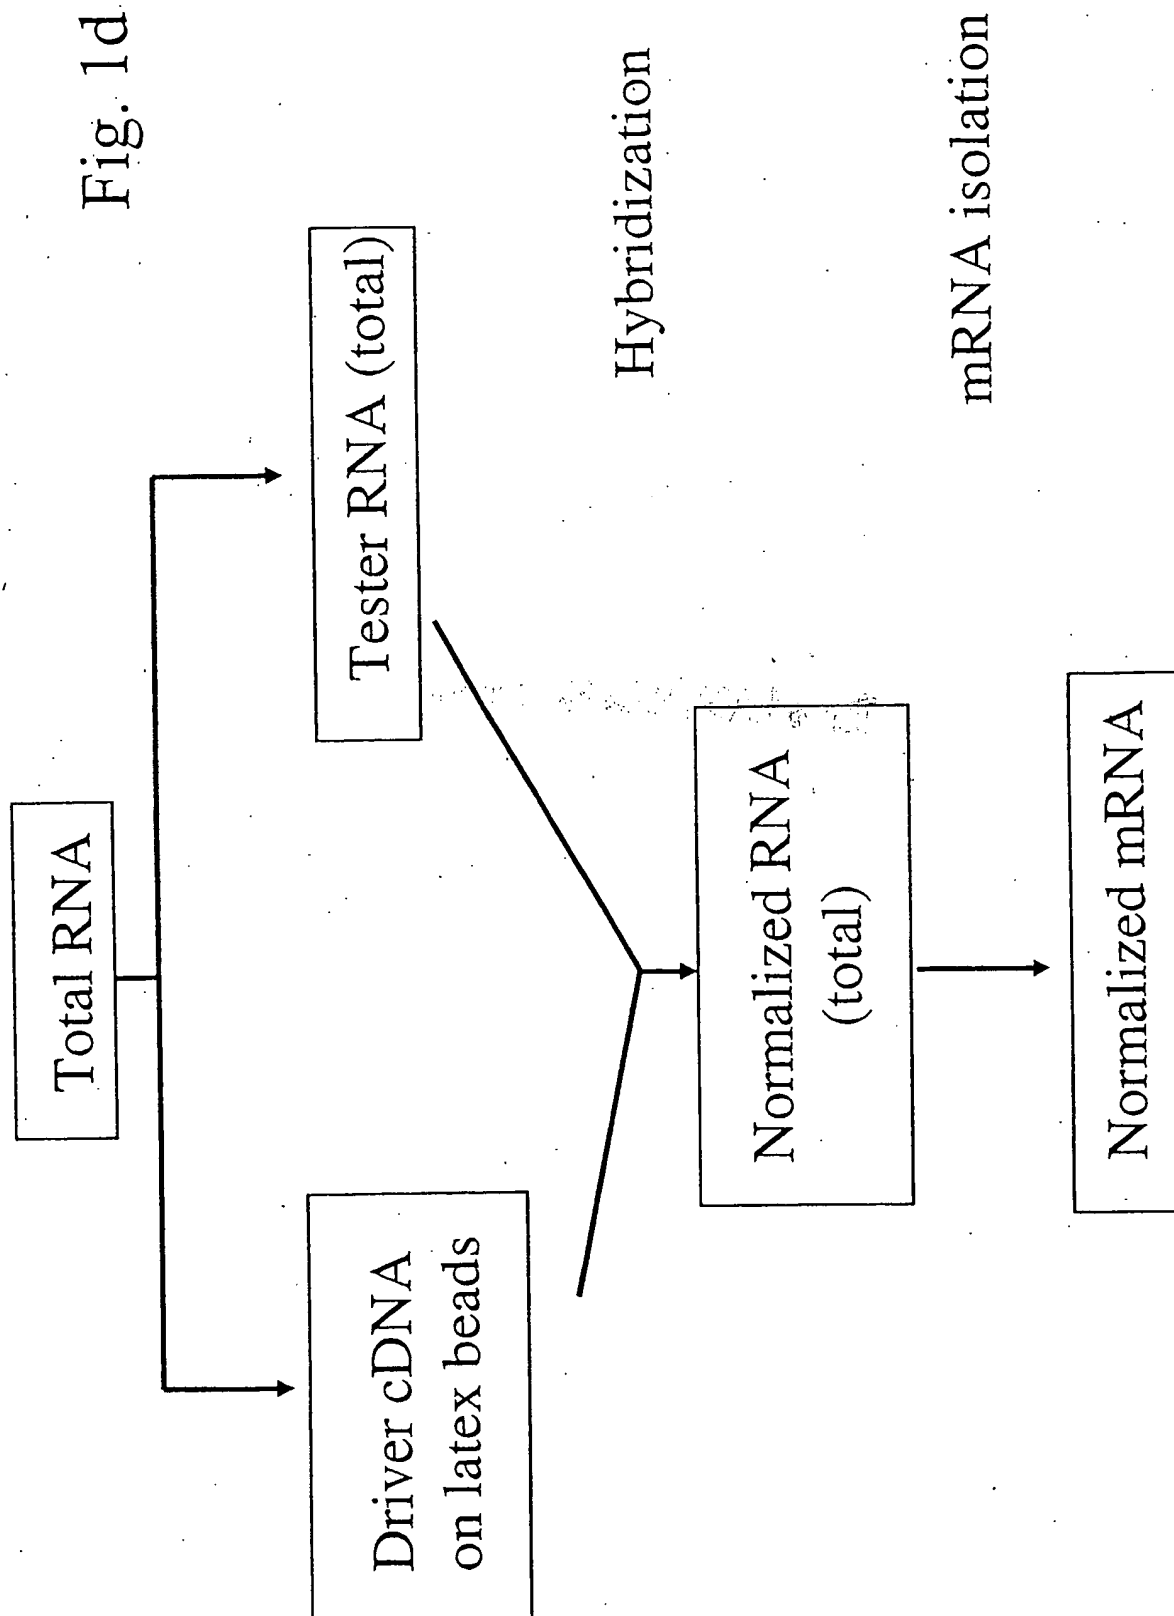 Fig. 1d
Total RNA
Driver cDNA
on latex beads
Tester RNA (total)
Hybridization
Normalized RNA
(total)
mRNA isolation
Normalized mRNA